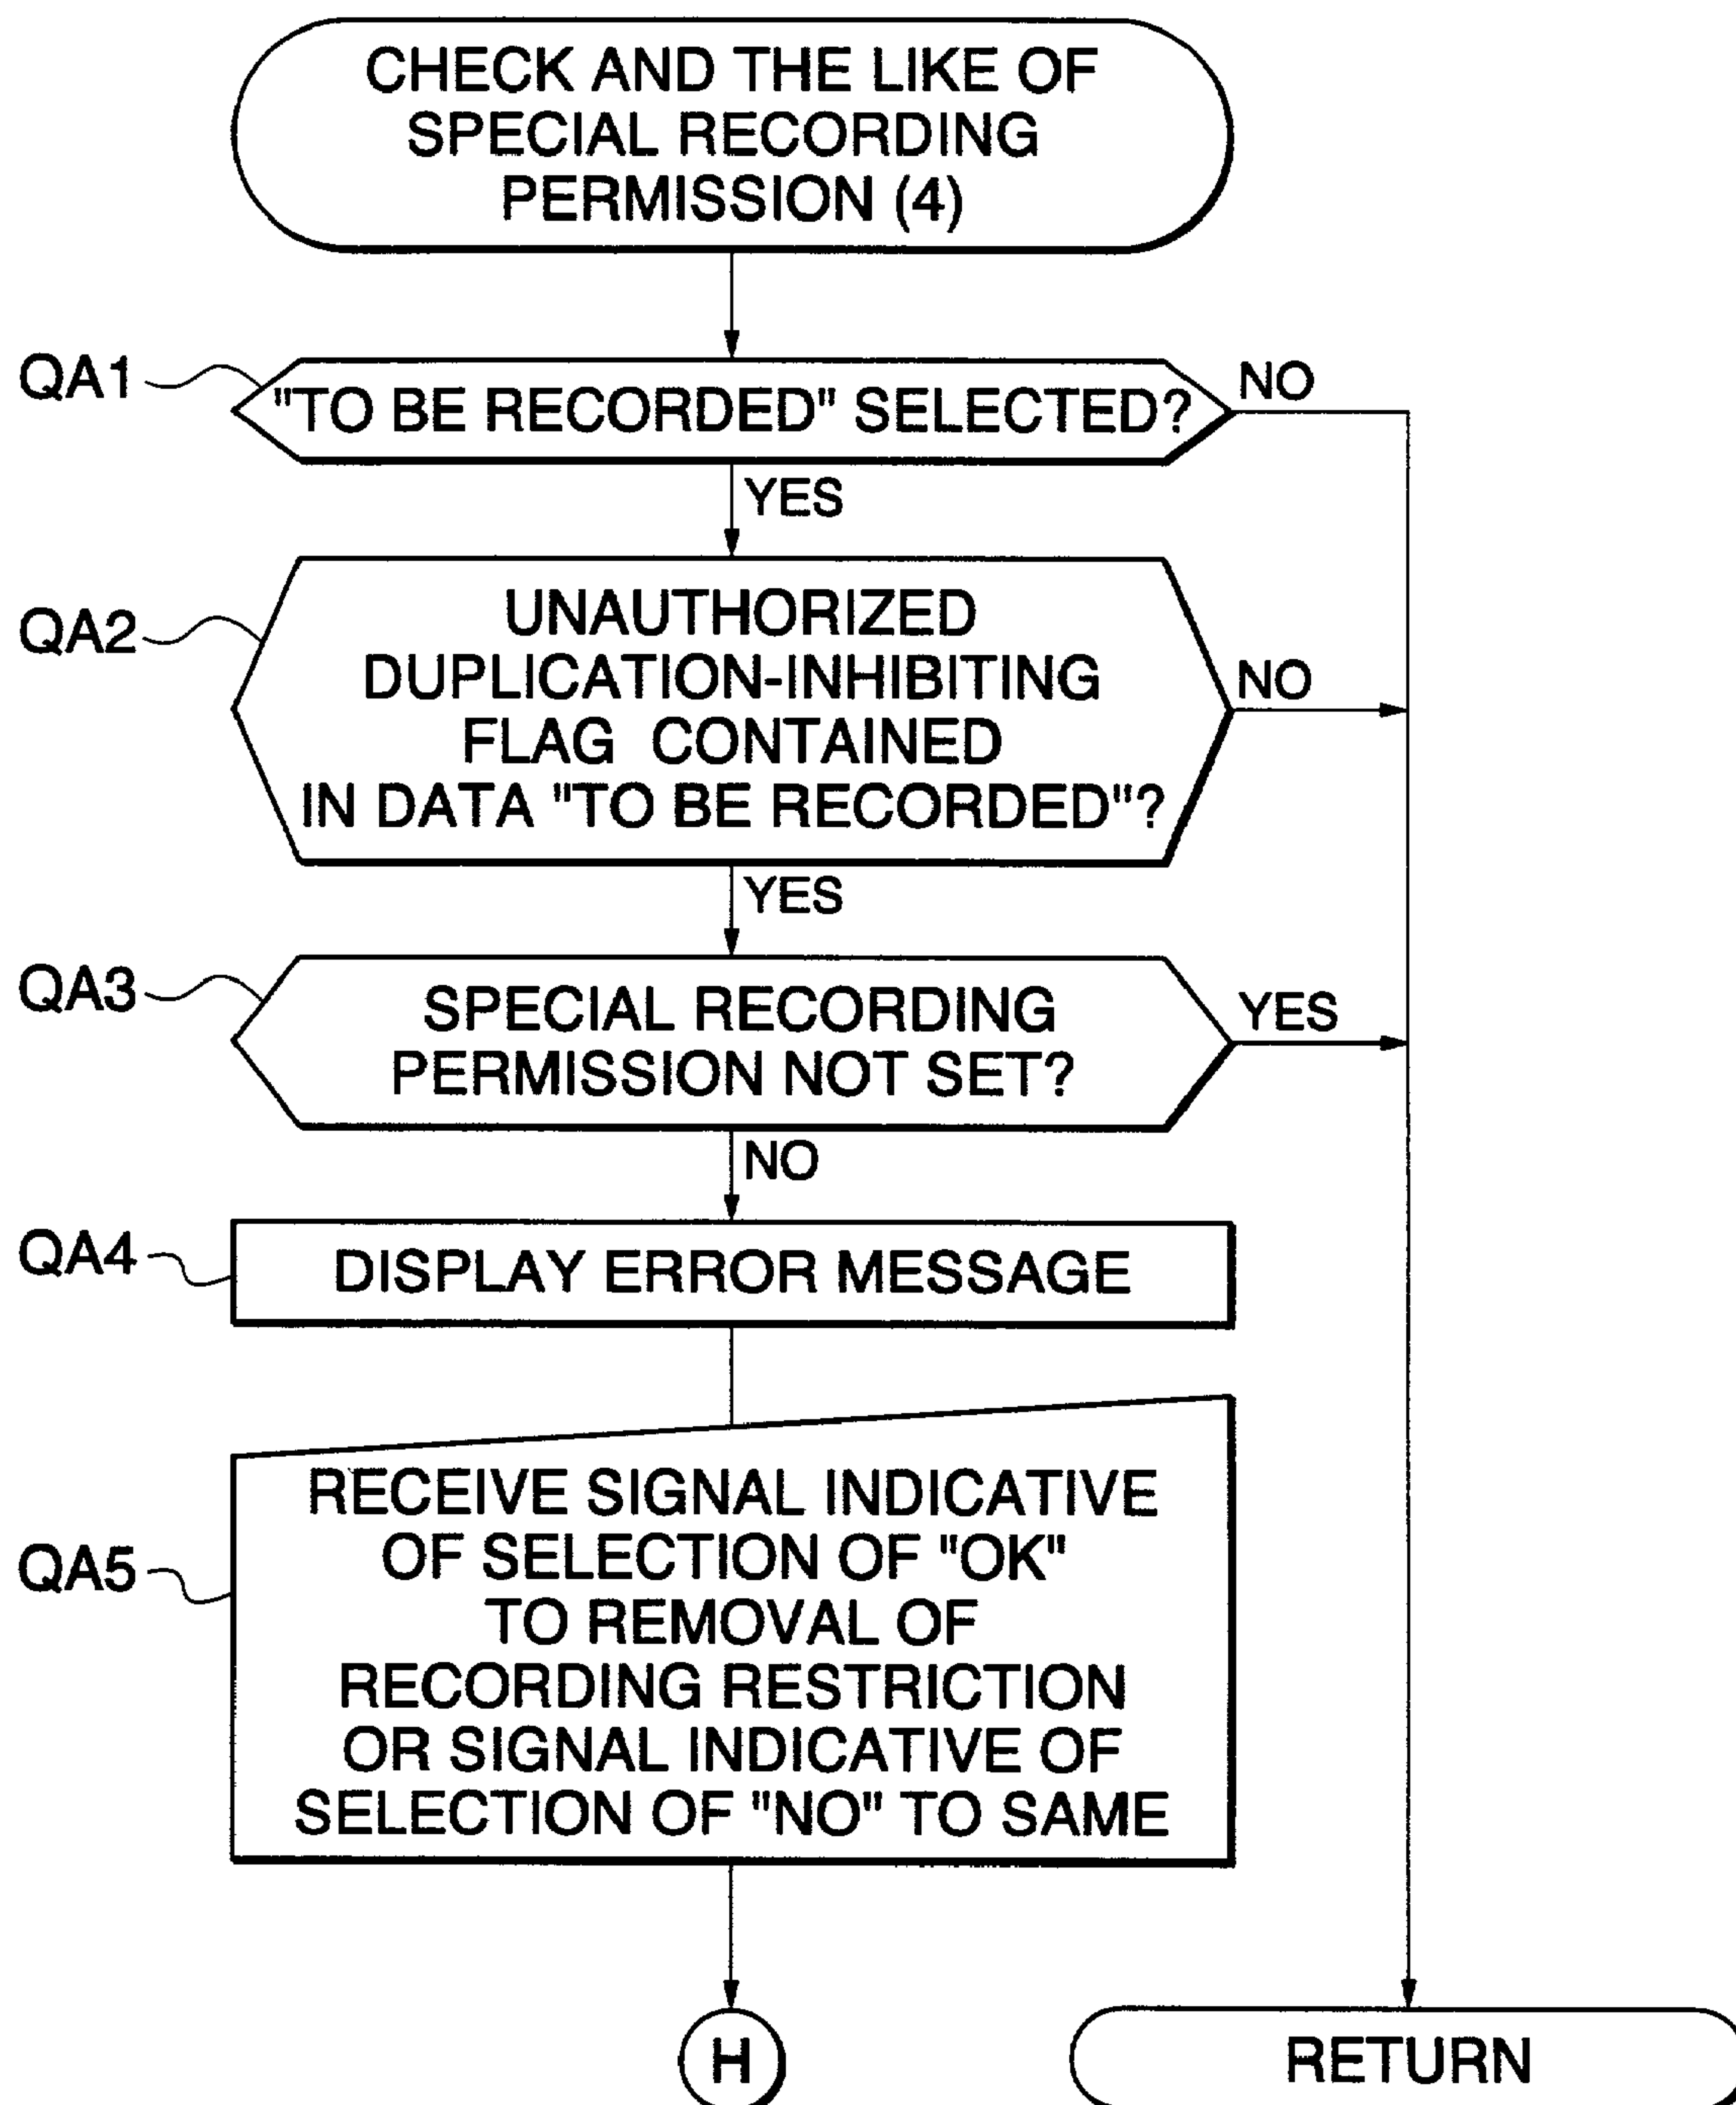 CHECK AND THE LIKE OF
SPECIAL RECORDING
PERMISSION (4)
QA1
"TO BE RECORDED" SELECTED?
NO
YES
QA2
UNAUTHORIZED
DUPLICATION-INHIBITING
FLAG CONTAINED
IN DATA "TO BE RECORDED"?
NO
YES
QA3
SPECIAL RECORDING
PERMISSION NOT SET?
YES
NO
QA4
DISPLAY ERROR MESSAGE
QA5
RECEIVE SIGNAL INDICATIVE
OF SELECTION OF "OK"
TO REMOVAL OF
RECORDING RESTRICTION
OR SIGNAL INDICATIVE OF
SELECTION OF "NO" TO SAME
H
RETURN